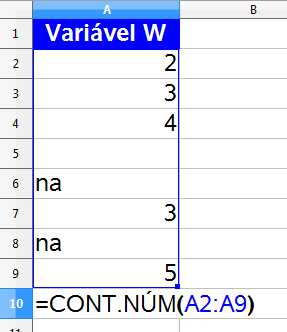 A B
1 Variável W
2 2
3 3
4 4
5
6 na
7 3
8 na
9 5
10 =CONT.NÚM(A2:A9)